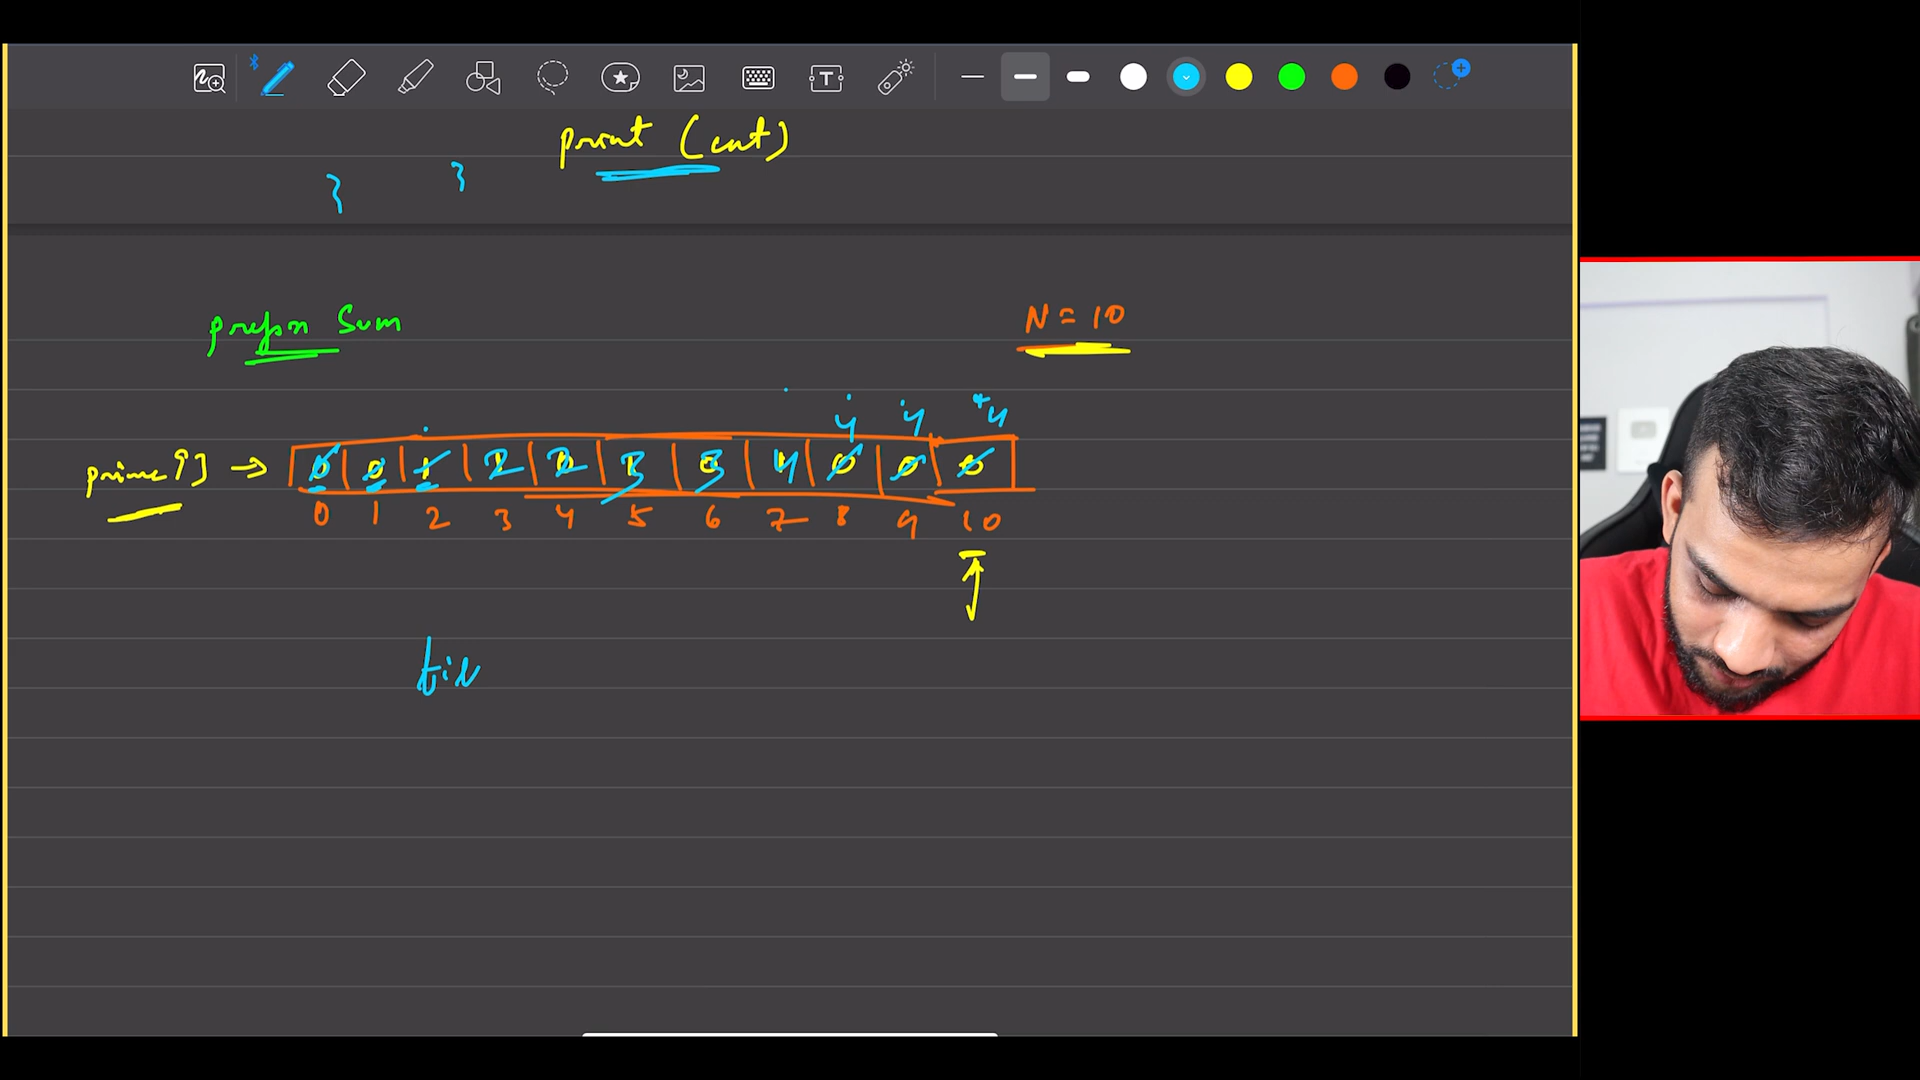 print (cnt)
} }
prefix Sum
N = 10
4 4 4
prime[] → 0 0 1 2 2 3 3 4 0 0 0
0 1 2 3 4 5 6 7 8 9 10
T